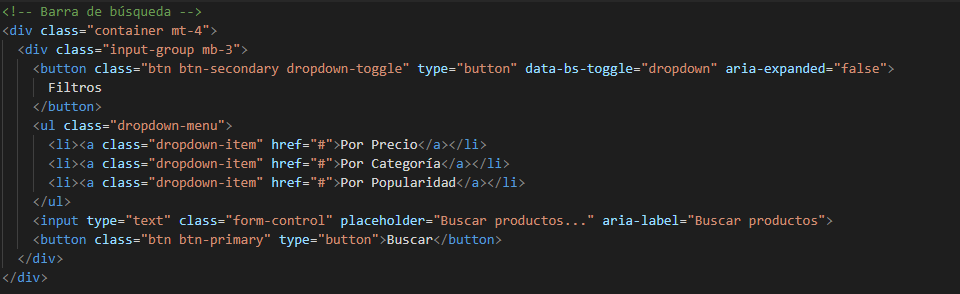 <!-- Barra de búsqueda -->
<div class="container mt-4">
  <div class="input-group mb-3">
    <button class="btn btn-secondary dropdown-toggle" type="button" data-bs-toggle="dropdown" aria-expanded="false">
      Filtros
    </button>
    <ul class="dropdown-menu">
      <li><a class="dropdown-item" href="#">Por Precio</a></li>
      <li><a class="dropdown-item" href="#">Por Categoría</a></li>
      <li><a class="dropdown-item" href="#">Por Popularidad</a></li>
    </ul>
    <input type="text" class="form-control" placeholder="Buscar productos..." aria-label="Buscar productos">
    <button class="btn btn-primary" type="button">Buscar</button>
  </div>
</div>